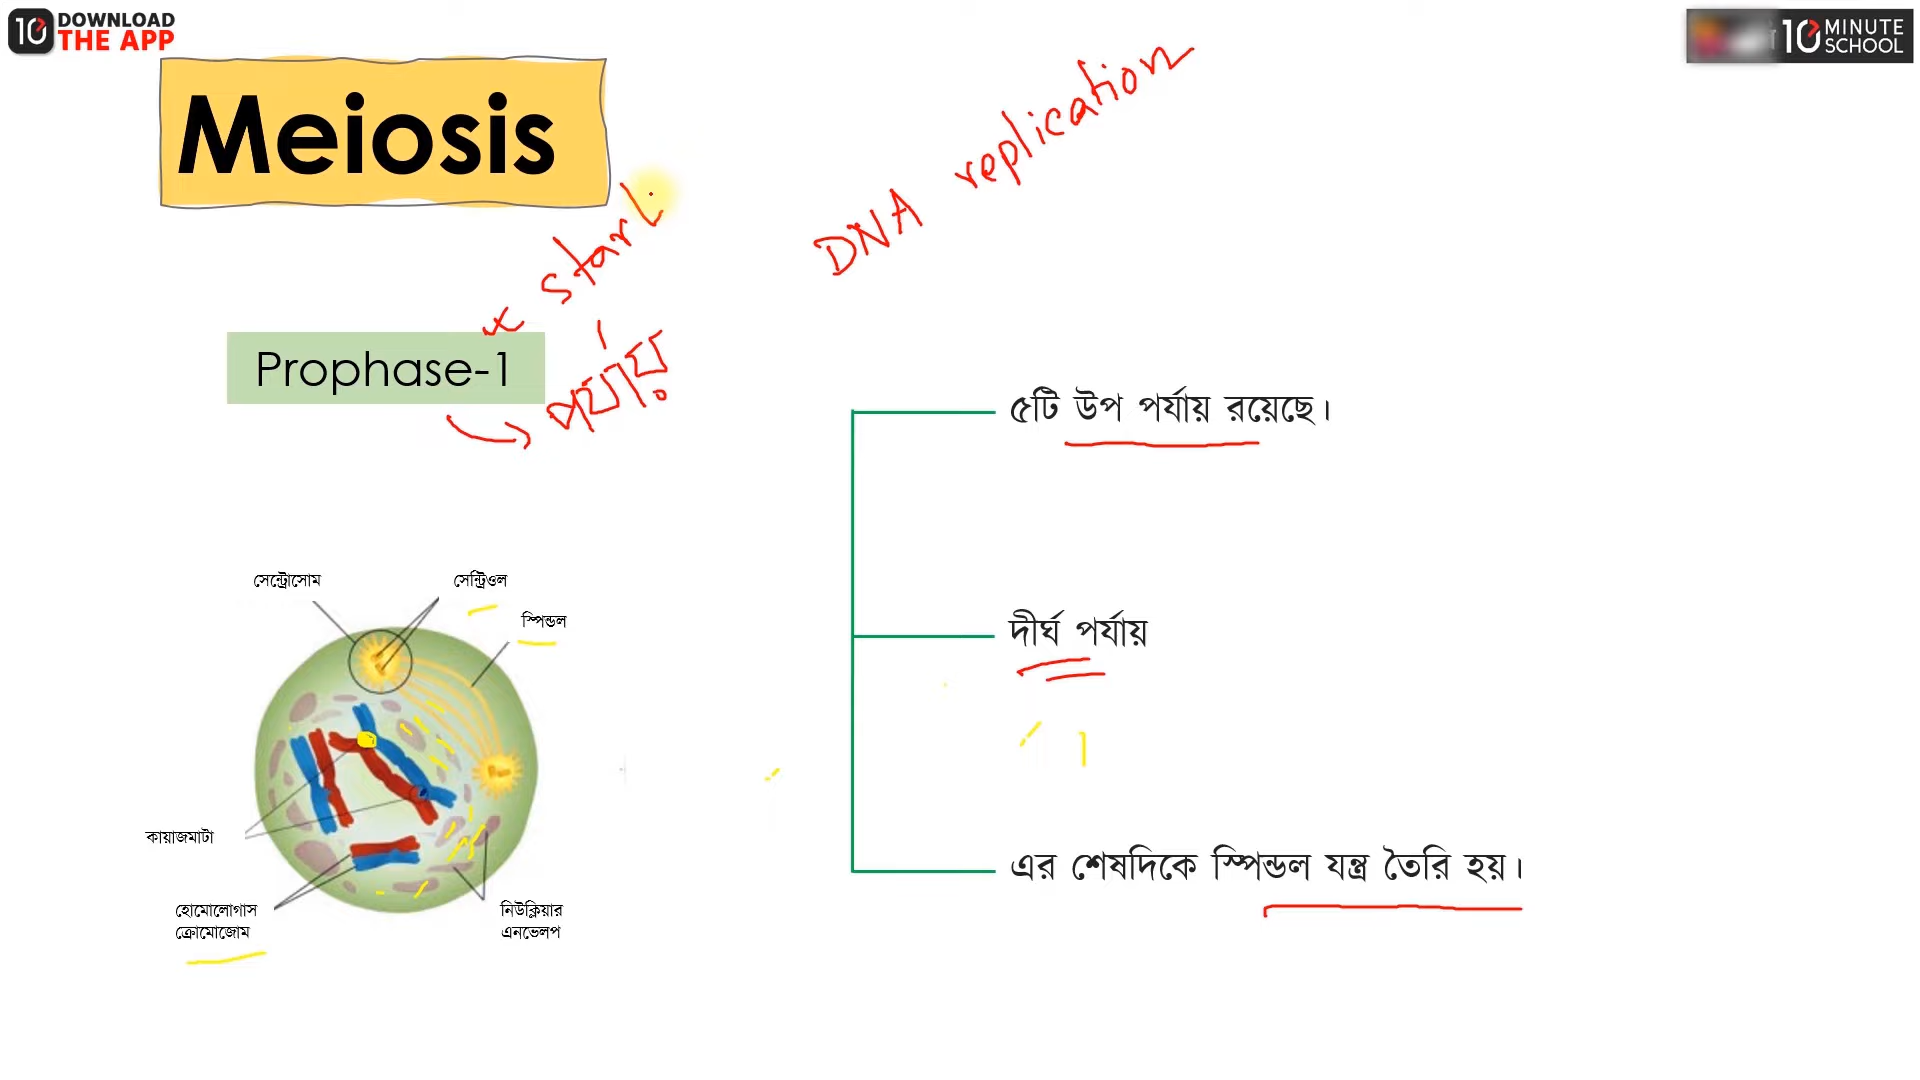 10 DOWNLOAD
THE APP
10 MINUTE
SCHOOL
Meiosis
DNA replication
start
Prophase-1
পর্যায়
৫টি উপ পর্যায় রয়েছে।
দীর্ঘ পর্যায়
এর শেষদিকে স্পিন্ডল যন্ত্র তৈরি হয়।
সেন্ট্রোসোম
সেন্ট্রিওল
স্পিন্ডল
কায়াজমাটা
হোমোলোগাস
ক্রোমোজোম
নিউক্লিয়ার
এনভেলপ